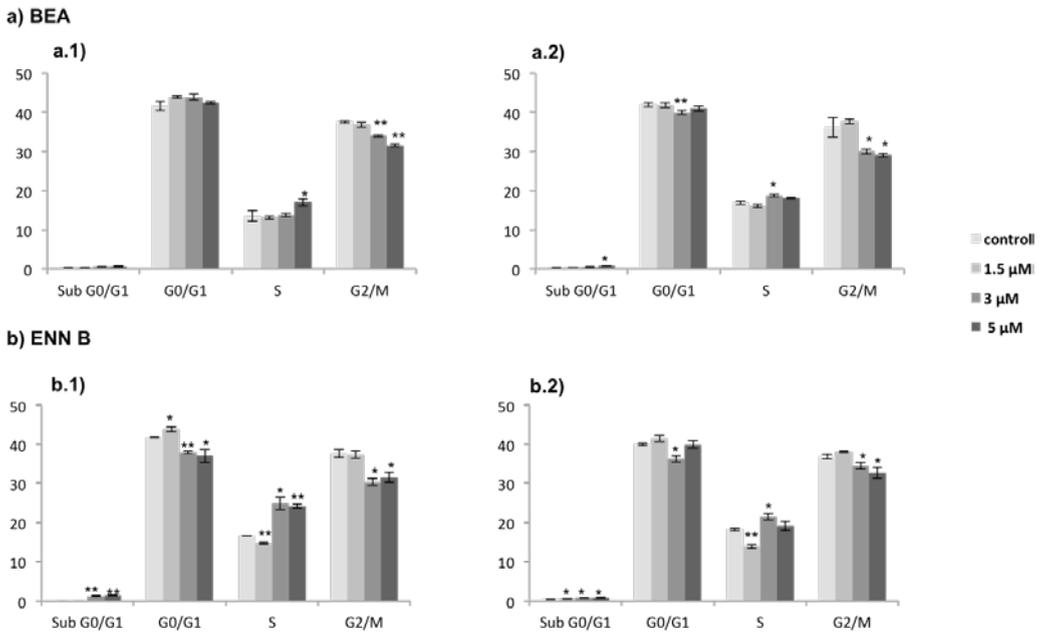 a) BEA
a.1)
50
40
30
20
10
0
**
**
*
Sub G0/G1 G0/G1 S G2/M
a.2)
50
40
30
20
10
0
*
**
*
*
*
Sub G0/G1 G0/G1 S G2/M
controll
1.5 µM
3 µM
5 µM
b) ENN B
b.1)
50
40
30
20
10
0
** **
*
** *
**
*
**
* *
Sub G0/G1 G0/G1 S G2/M
b.2)
50
40
30
20
10
0
* * *
*
**
*
* *
Sub G0/G1 G0/G1 S G2/M